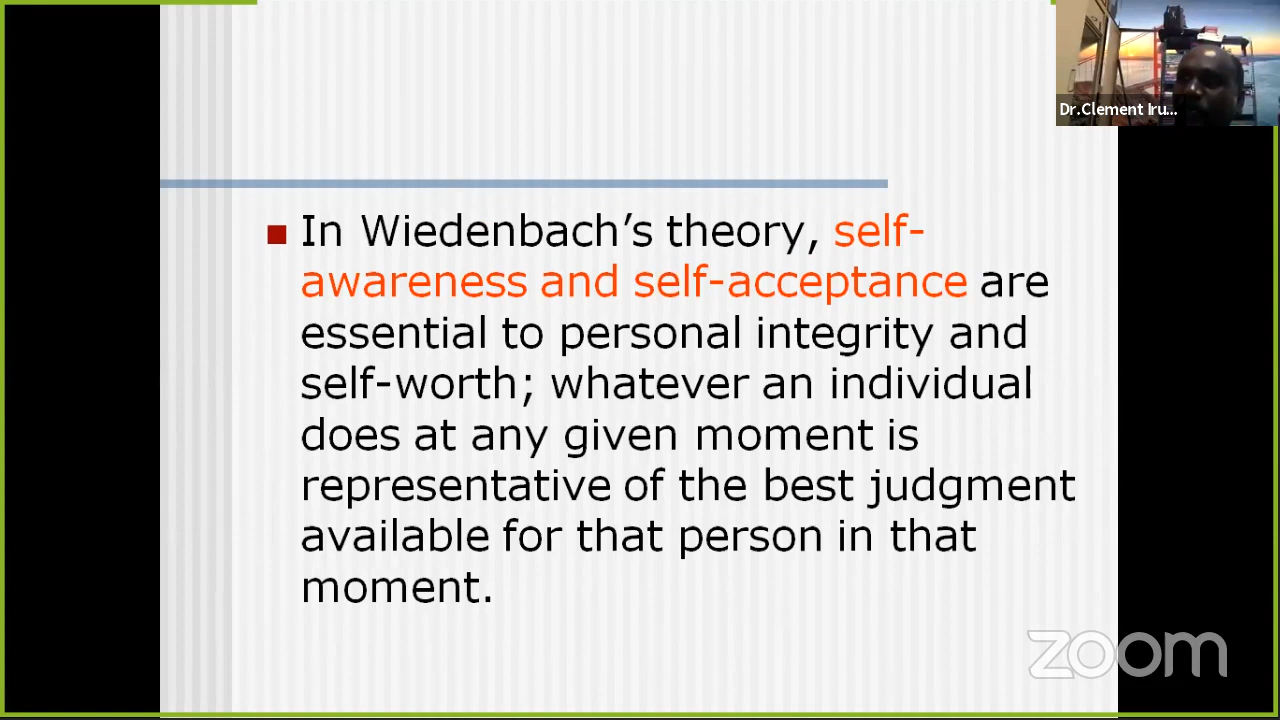 Dr.Clement Iru...
In Wiedenbach’s theory, self-
awareness and self-acceptance are
essential to personal integrity and
self-worth; whatever an individual
does at any given moment is
representative of the best judgment
available for that person in that
moment.
zoom